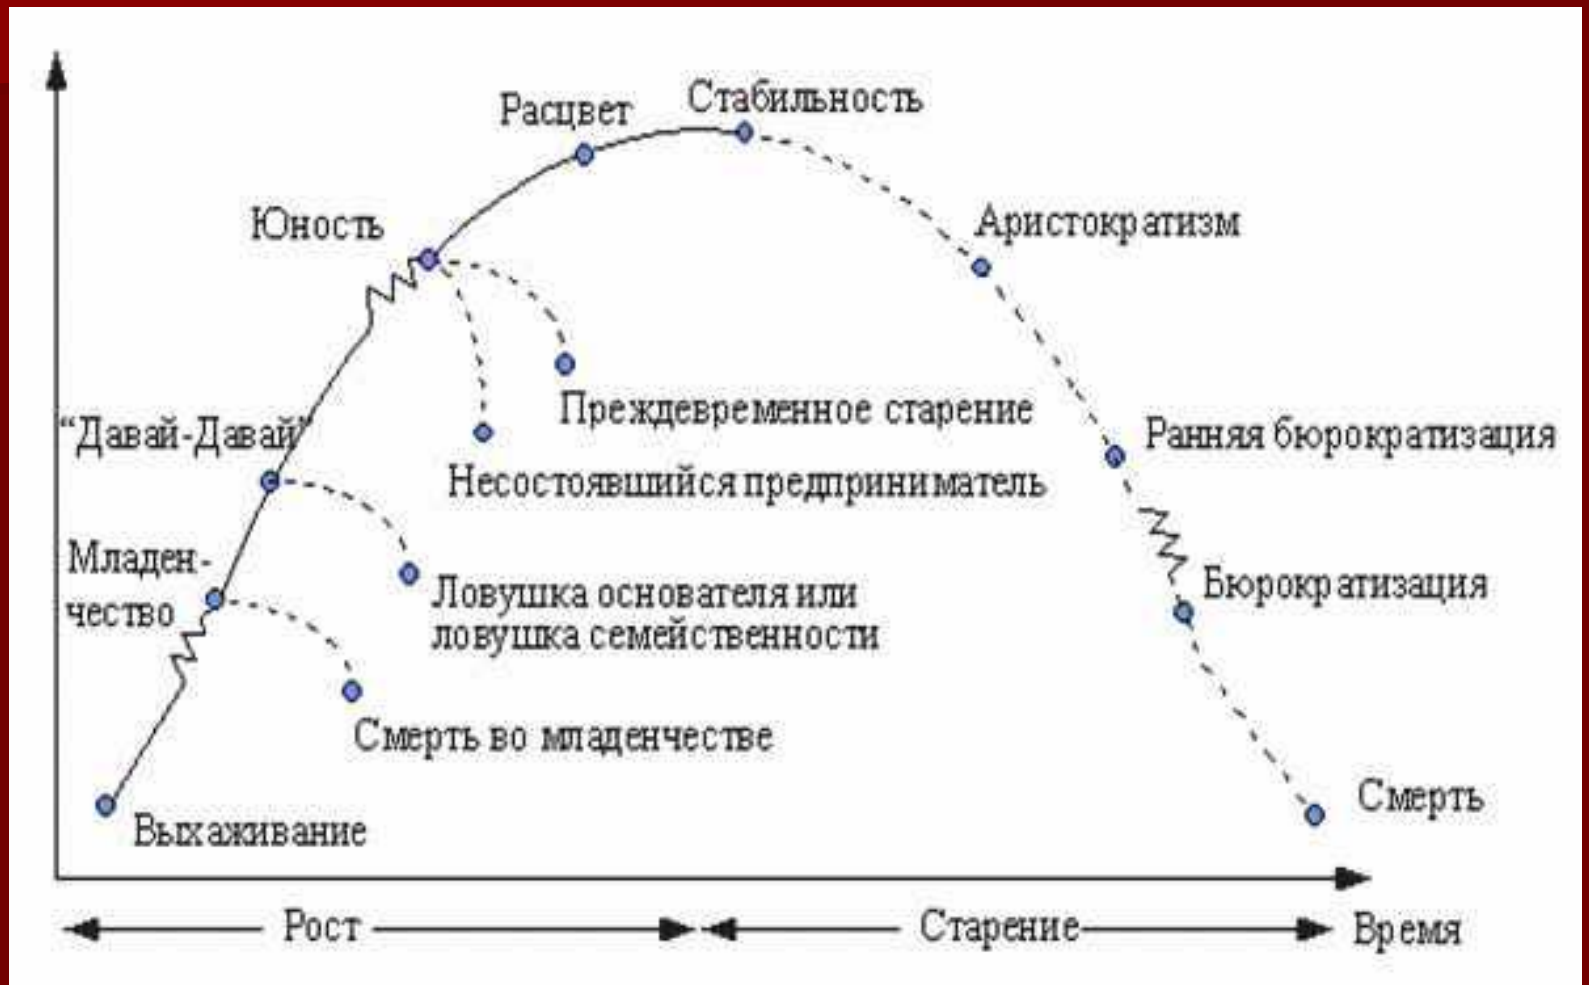 Расцвет
Стабильность
Юность
Аристократизм
“Давай-Давай”
Преждевременное старение
Ранняя бюрократизация
Несостоявшийся предприниматель
Младен-
чество
Ловушка основателя или
ловушка семейственности
Бюрократизация
Смерть во младенчестве
Выхаживание
Смерть
Рост
Старение
Время